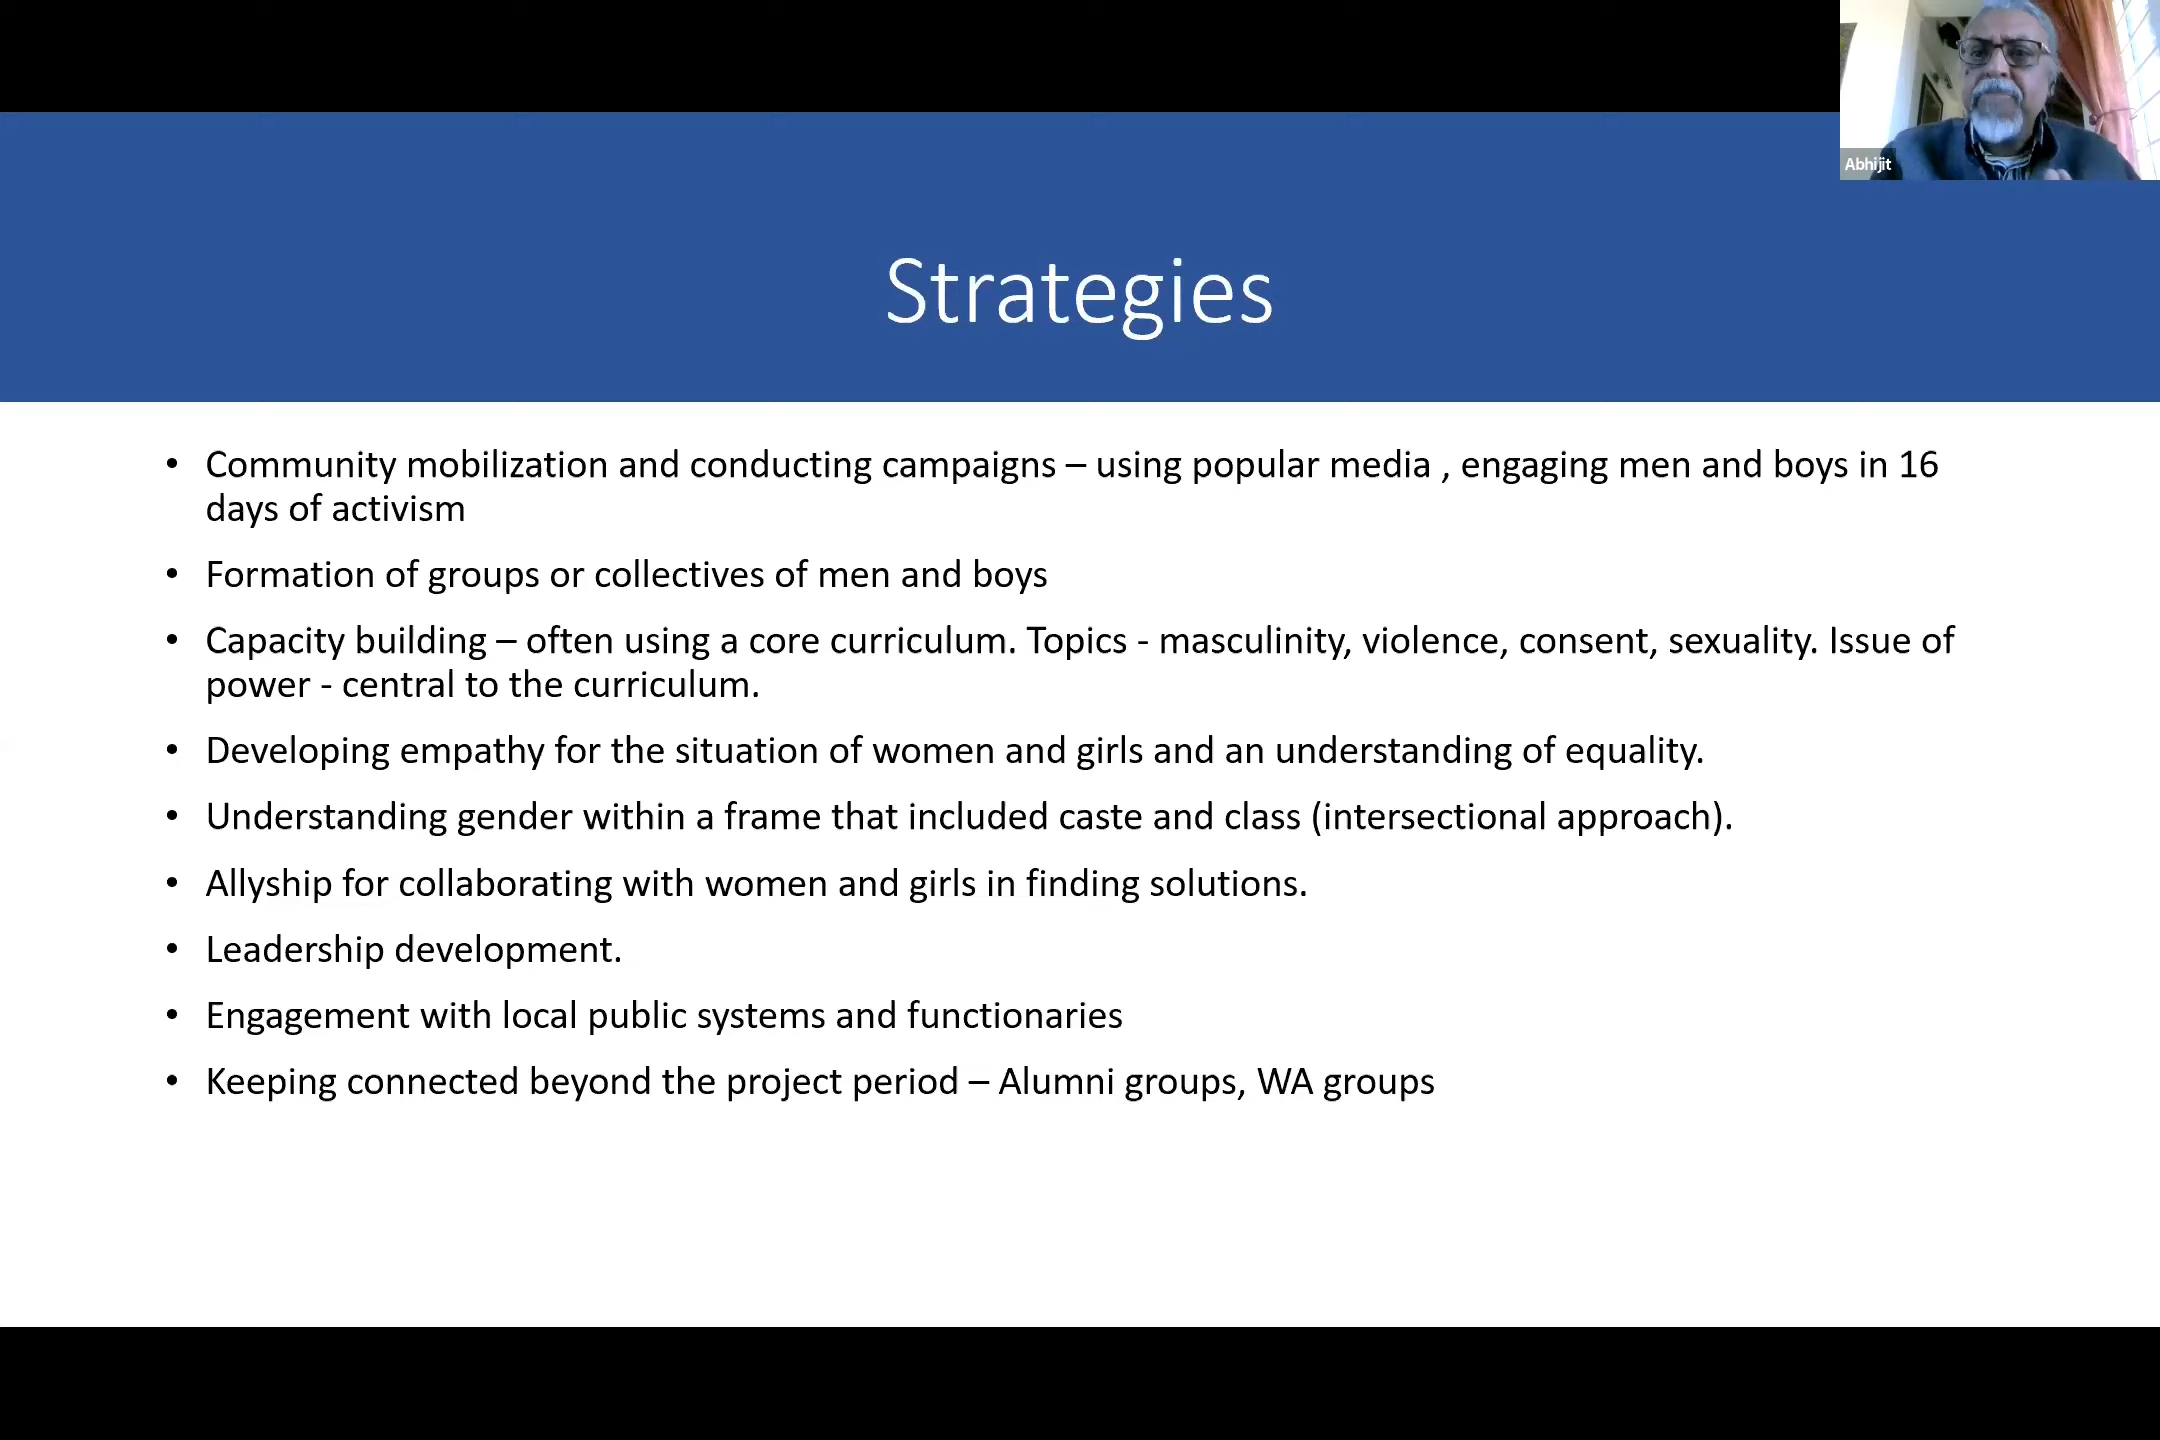 Abhijit
Strategies
• Community mobilization and conducting campaigns – using popular media , engaging men and boys in 16
days of activism
• Formation of groups or collectives of men and boys
• Capacity building – often using a core curriculum. Topics - masculinity, violence, consent, sexuality. Issue of
power - central to the curriculum.
• Developing empathy for the situation of women and girls and an understanding of equality.
• Understanding gender within a frame that included caste and class (intersectional approach).
• Allyship for collaborating with women and girls in finding solutions.
• Leadership development.
• Engagement with local public systems and functionaries
• Keeping connected beyond the project period – Alumni groups, WA groups